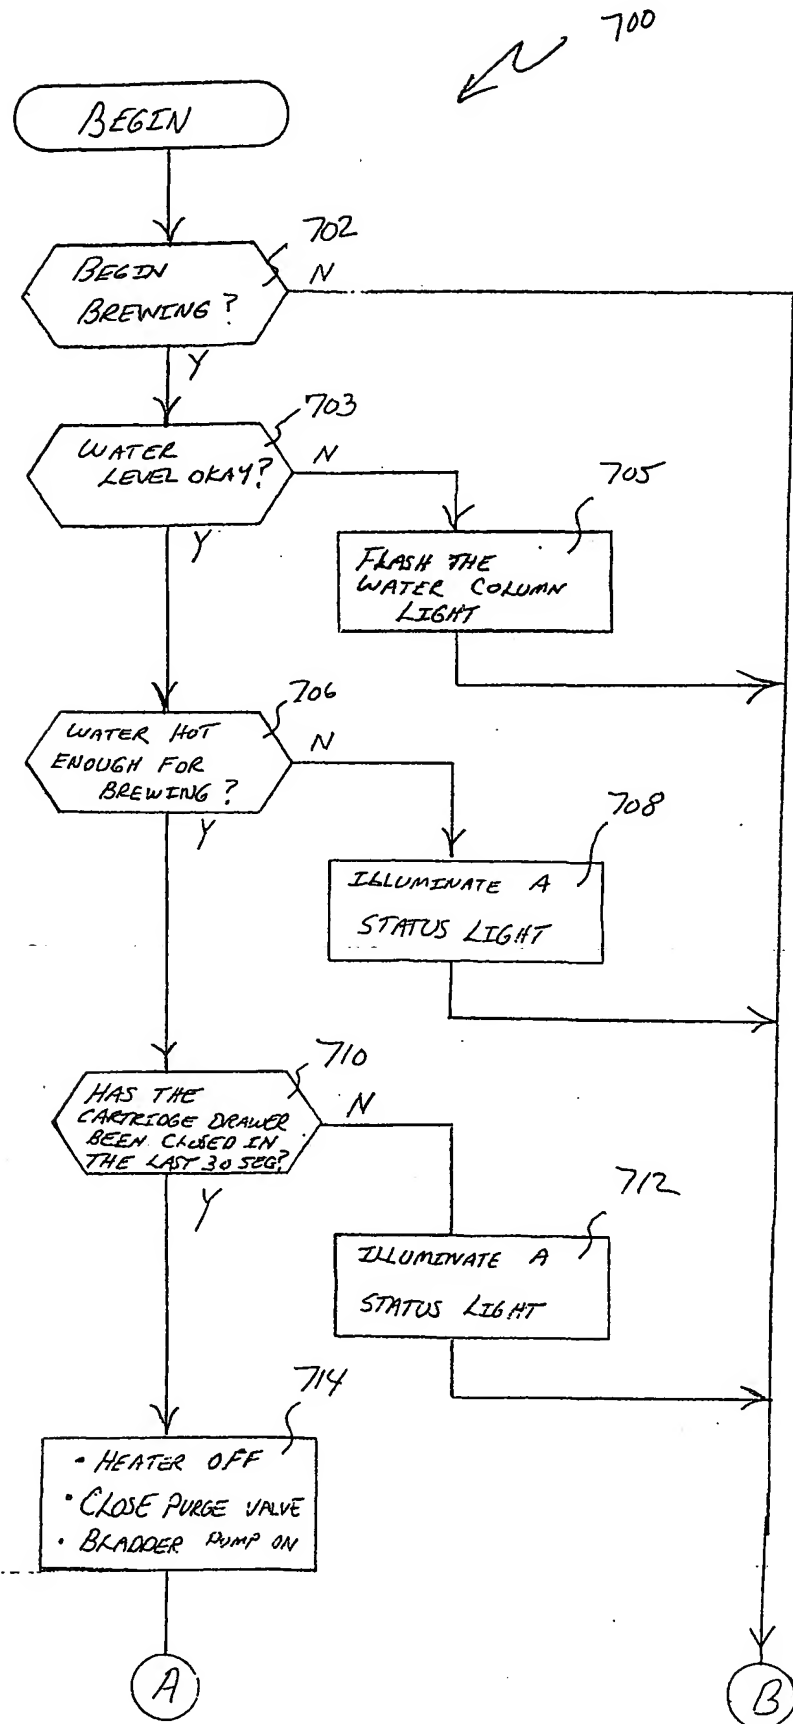 700
BEGIN
702
BEGIN
BREWING?
N
Y
703
WATER
LEVEL OKAY?
N
Y
705
FLASH THE
WATER COLUMN
LIGHT
706
WATER HOT
ENOUGH FOR
BREWING?
N
Y
708
ILLUMINATE A
STATUS LIGHT
710
HAS THE
CARTRIDGE DRAWER
BEEN CLOSED IN
THE LAST 30 SEC?
N
Y
712
ILLUMINATE A
STATUS LIGHT
714
• HEATER OFF
• CLOSE PURGE VALVE
• BLADDER PUMP ON
A
B